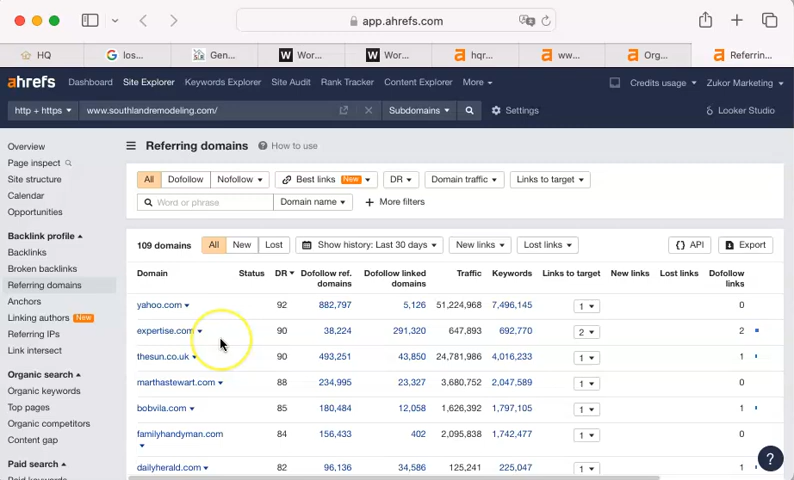 app.ahrefs.com
HQ
los...
Gen...
Wor...
Wor...
hqr...
ww...
Org...
Referrin...
ahrefs
Dashboard
Site Explorer
Keywords Explorer
Site Audit
Rank Tracker
Content Explorer
More
Credits usage
Zukor Marketing
http + https
www.southlandremodeling.com/
Subdomains
Settings
Looker Studio
Overview
Page inspect
Site structure
Calendar
Opportunities
Backlink profile
Backlinks
Broken backlinks
Referring domains
Anchors
Linking authors New
Referring IPs
Link intersect
Organic search
Organic keywords
Top pages
Organic competitors
Content gap
Paid search
Referring domains
How to use
All
Dofollow
Nofollow
Best links New
DR
Domain traffic
Links to target
Word or phrase
Domain name
+ More filters
109 domains
All
New
Lost
Show history: Last 30 days
New links
Lost links
API
Export
Domain Status DR Dofollow ref. domains Dofollow linked domains Traffic Keywords Links to target New links Lost links Dofollow links
yahoo.com 92 882,797 5,126 51,224,968 7,496,145 1 0
expertise.com 90 38,224 291,320 647,893 692,770 2 2
thesun.co.uk 90 493,251 43,850 24,781,986 4,016,233 1 1
marthastewart.com 88 234,995 23,327 3,680,752 2,047,589 1 0
bobvila.com 85 180,484 12,058 1,626,392 1,797,105 1 1
familyhandyman.com 84 156,433 402 2,095,838 1,742,477 1 0
dailyherald.com 82 96,136 34,586 125,241 225,047 1 1
?